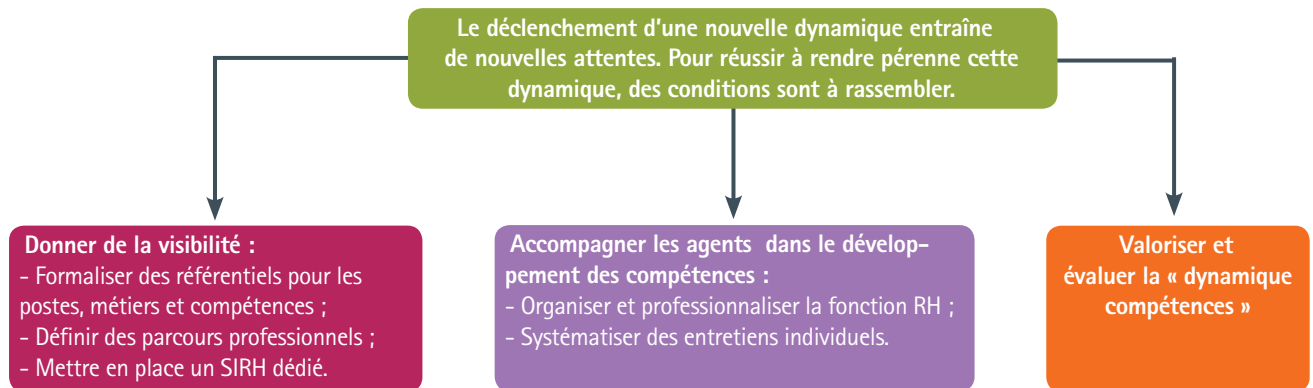 Le déclenchement d’une nouvelle dynamique entraîne
de nouvelles attentes. Pour réussir à rendre pérenne cette
dynamique, des conditions sont à rassembler.
Donner de la visibilité :
- Formaliser des référentiels pour les
postes, métiers et compétences ;
- Définir des parcours professionnels ;
- Mettre en place un SIRH dédié.
Accompagner les agents dans le dévelop-
pement des compétences :
- Organiser et professionnaliser la fonction RH ;
- Systématiser des entretiens individuels.
Valoriser et
évaluer la « dynamique
compétences »